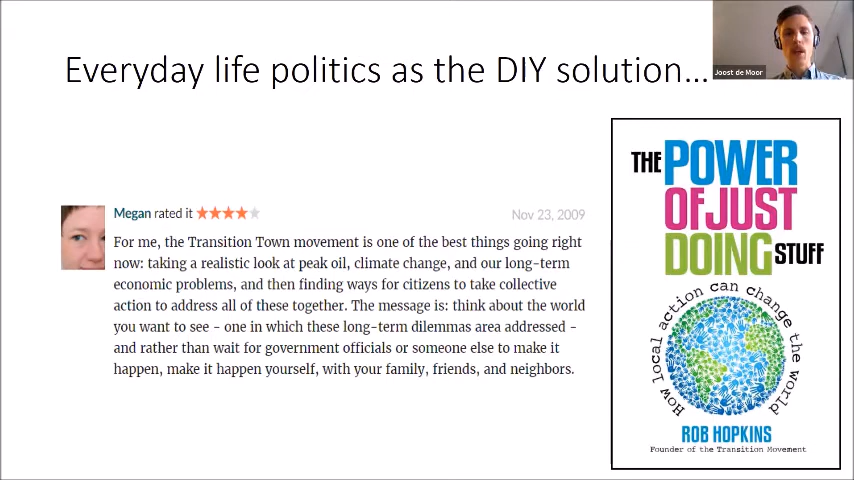 Everyday life politics as the DIY solution...
Joost de Moor
Megan rated it
Nov 23, 2009
For me, the Transition Town movement is one of the best things going right
now: taking a realistic look at peak oil, climate change, and our long-term
economic problems, and then finding ways for citizens to take collective
action to address all of these together. The message is: think about the world
you want to see - one in which these long-term dilemmas area addressed -
and rather than wait for government officials or someone else to make it
happen, make it happen yourself, with your family, friends, and neighbors.
THE POWER
OF JUST
DOING STUFF
How local action can change the world
ROB HOPKINS
Founder of the Transition Movement